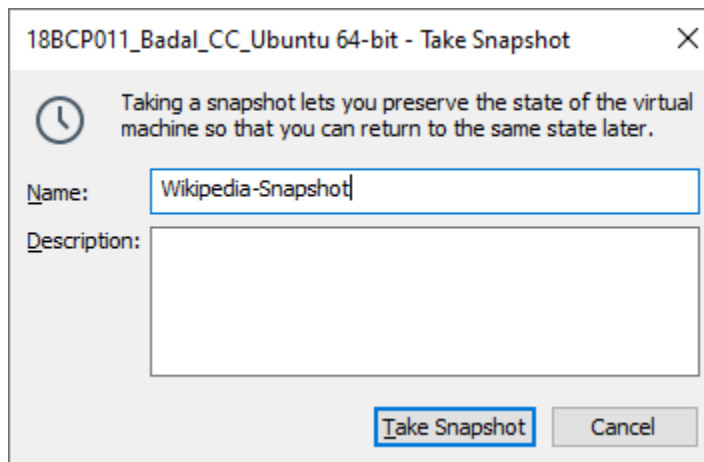 18BCP011_Badal_CC_Ubuntu 64-bit - Take Snapshot
Taking a snapshot lets you preserve the state of the virtual
machine so that you can return to the same state later.
Name: Wikipedia-Snapshot
Description:
Take Snapshot Cancel